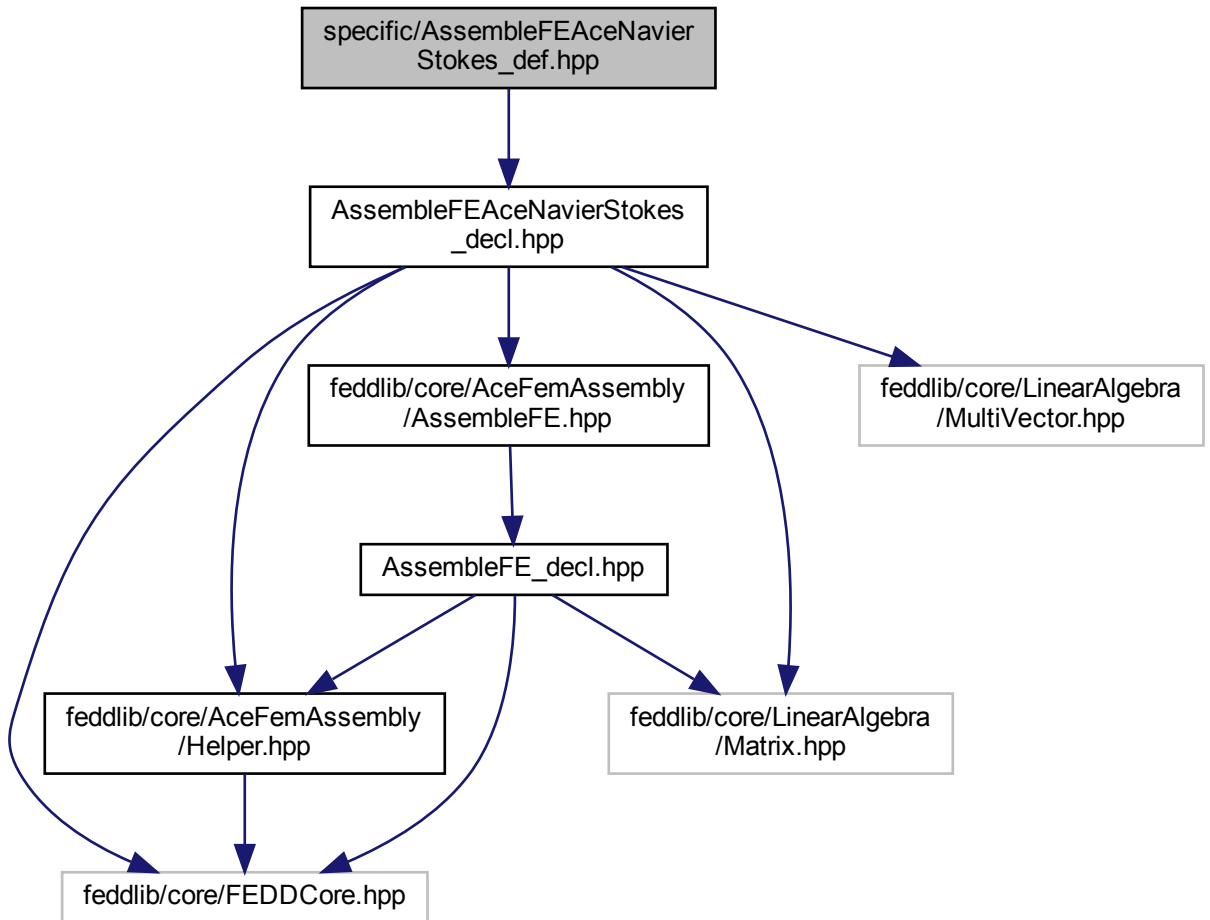 specific/AssembleFEAceNavier
Stokes_def.hpp
AssembleFEAceNavierStokes
_decl.hpp
feddlib/core/AceFemAssembly
/AssembleFE.hpp
feddlib/core/LinearAlgebra
/MultiVector.hpp
AssembleFE_decl.hpp
feddlib/core/AceFemAssembly
/Helper.hpp
feddlib/core/LinearAlgebra
/Matrix.hpp
feddlib/core/FEDDCore.hpp